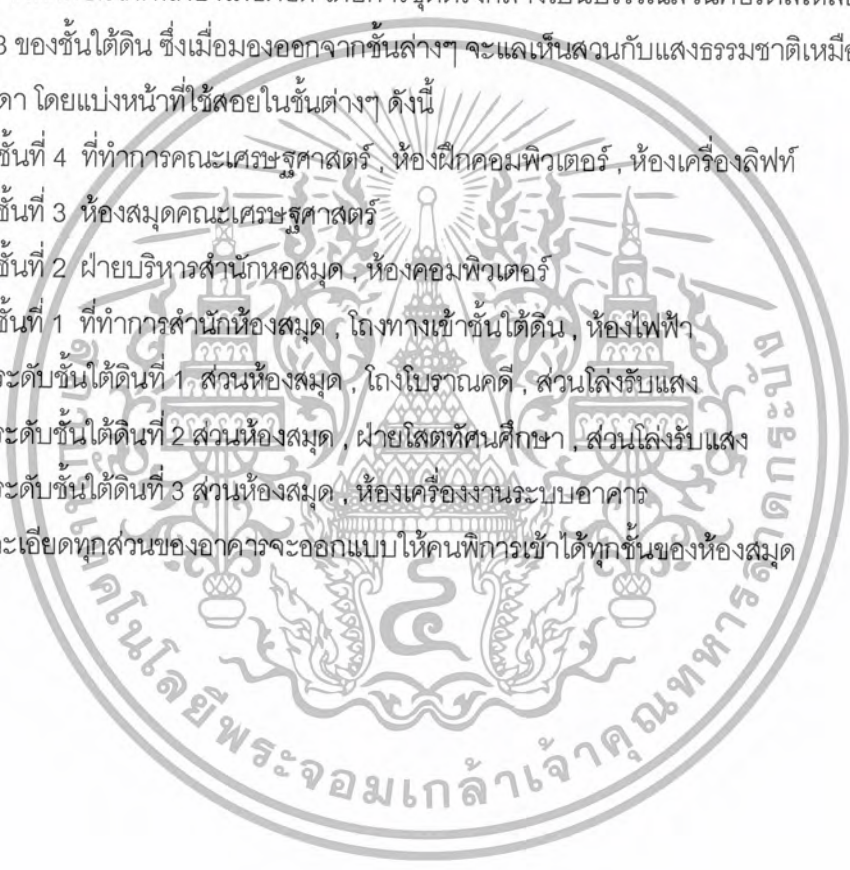 3 ของชั้นใต้ดิน ซึ่งเมื่อมองออกจากชั้นล่างๆ จะแลเห็นสวนกับแสงธรรมชาติเหมือ
ดา โดยแบ่งหน้าที่ใช้สอยในชั้นต่างๆ ดังนี้
ชั้นที่ 4 ที่ทำการคณะเศรษฐศาสตร์ , ห้องฝึกคอมพิวเตอร์ , ห้องเครื่องลิฟท์
ชั้นที่ 3 ห้องสมุดคณะเศรษฐศาสตร์
ชั้นที่ 2 ฝ่ายบริหารสำนักหอสมุด , ห้องคอมพิวเตอร์
ชั้นที่ 1 ที่ทำการสำนักห้องสมุด , โถงทางเข้าชั้นใต้ดิน , ห้องไฟฟ้า
ระดับชั้นใต้ดินที่ 1 ส่วนห้องสมุด , โถงโบราณคดี , ส่วนโล่งรับแสง
ระดับชั้นใต้ดินที่ 2 ส่วนห้องสมุด , ฝ่ายโสตทัศนศึกษา , ส่วนโล่งรับแสง
ระดับชั้นใต้ดินที่ 3 ส่วนห้องสมุด , ห้องเครื่องงานระบบอาคาร
ะเอียดทุกส่วนของอาคารจะออกแบบให้คนพิการเข้าได้ทุกชั้นของห้องสมุด
คโนโลยีพระจอมเกล้าเจ้าคุณทหารลาดกระบัง